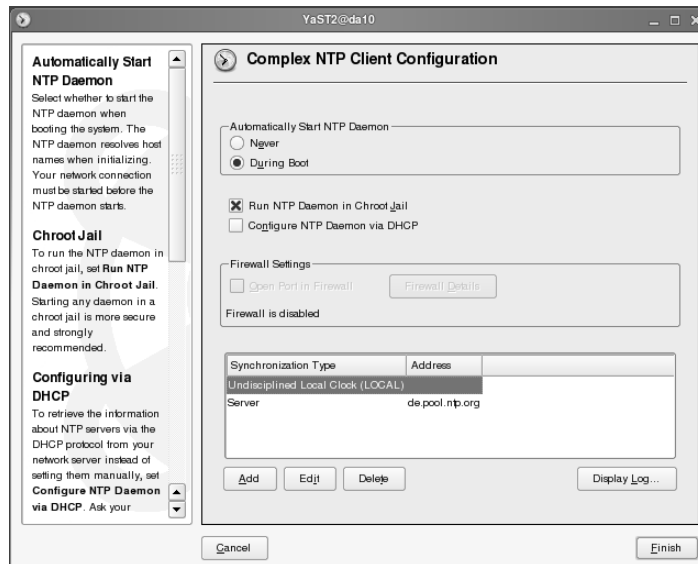 YaST2@da10
Automatically Start
NTP Daemon
Select whether to start the
NTP daemon when
booting the system. The
NTP daemon resolves host
names when initializing.
Your network connection
must be started before the
NTP daemon starts.
Chroot Jail
To run the NTP daemon in
chroot jail, set Run NTP
Daemon in Chroot Jail.
Starting any daemon in a
chroot jail is more secure
and strongly
recommended.
Configuring via
DHCP
To retrieve the information
about NTP servers via the
DHCP protocol from your
network server instead of
setting them manually, set
Configure NTP Daemon
via DHCP. Ask your
Complex NTP Client Configuration
Automatically Start NTP Daemon
Never
During Boot
Run NTP Daemon in Chroot Jail
Configure NTP Daemon via DHCP
Firewall Settings
Open Port in Firewall
Firewall Details
Firewall is disabled
Synchronization Type Address
Undisciplined Local Clock (LOCAL)
Server de.pool.ntp.org
Add Edit Delete Display Log...
Cancel Finish